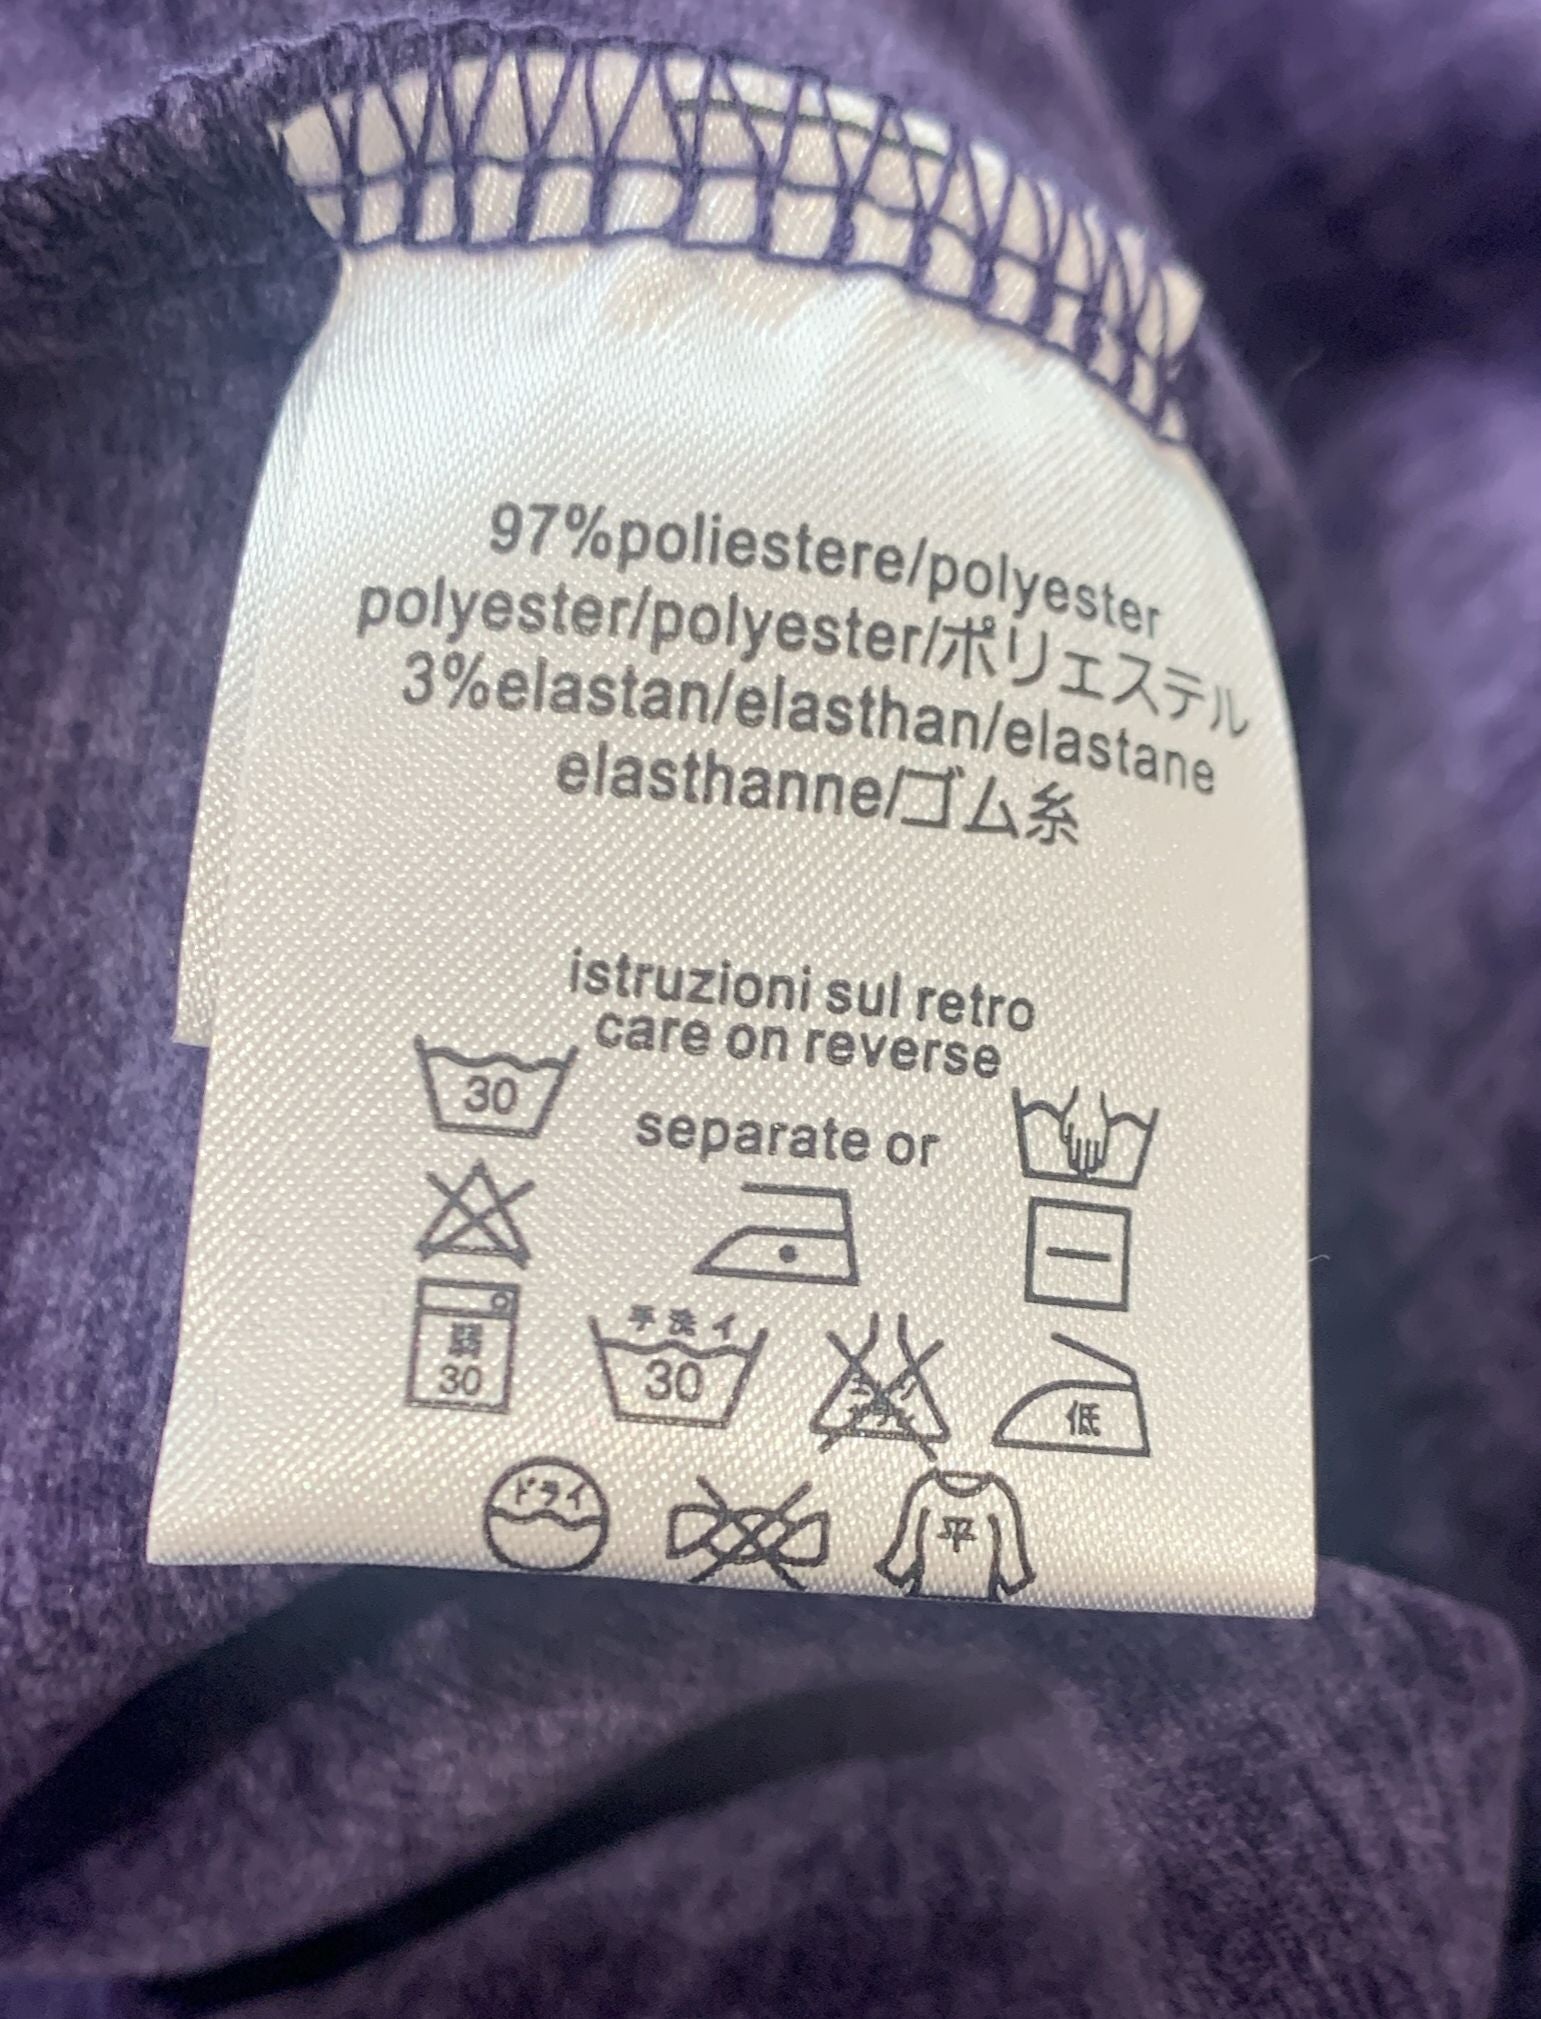 97%poliestere/polyester
polyester/polyester/ポリェステル
3%elastan/elasthan/elastane
elasthanne/ゴム糸
istruzioni sul retro
care on reverse
30
separate or
弱
30
手洗イ
30
低
ドライ
平